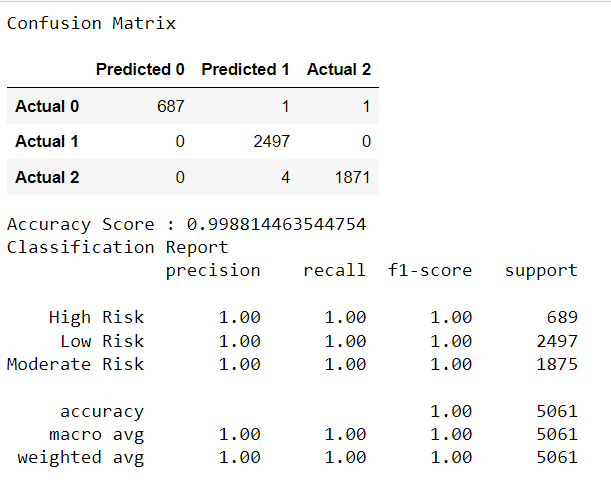 Confusion Matrix
Predicted 0 Predicted 1 Actual 2
Actual 0 687 1 1
Actual 1 0 2497 0
Actual 2 0 4 1871
Accuracy Score : 0.998814463544754
Classification Report
precision recall f1-score support
High Risk 1.00 1.00 1.00 689
Low Risk 1.00 1.00 1.00 2497
Moderate Risk 1.00 1.00 1.00 1875
accuracy 1.00 5061
macro avg 1.00 1.00 1.00 5061
weighted avg 1.00 1.00 1.00 5061